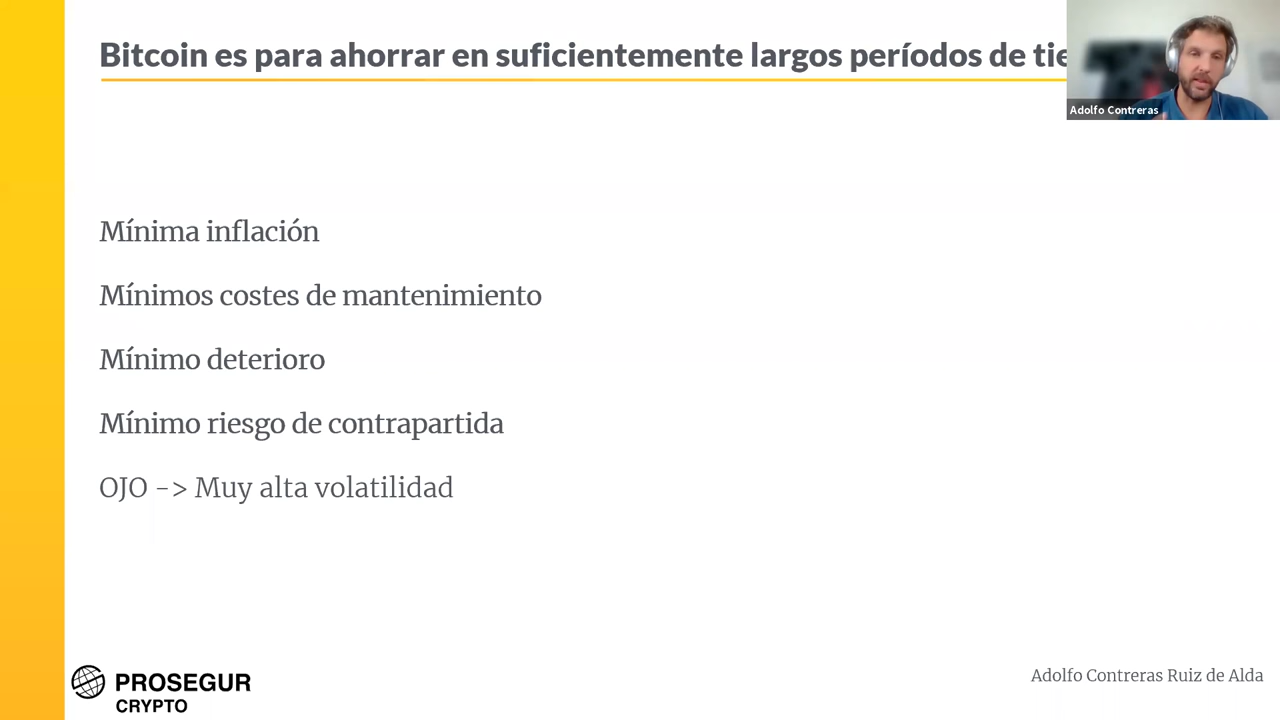 Bitcoin es para ahorrar en suficientemente largos períodos de
Adolfo Contreras
Mínima inflación
Mínimos costes de mantenimiento
Mínimo deterioro
Mínimo riesgo de contrapartida
OJO -> Muy alta volatilidad
PROSEGUR
CRYPTO
Adolfo Contreras Ruiz de Alda